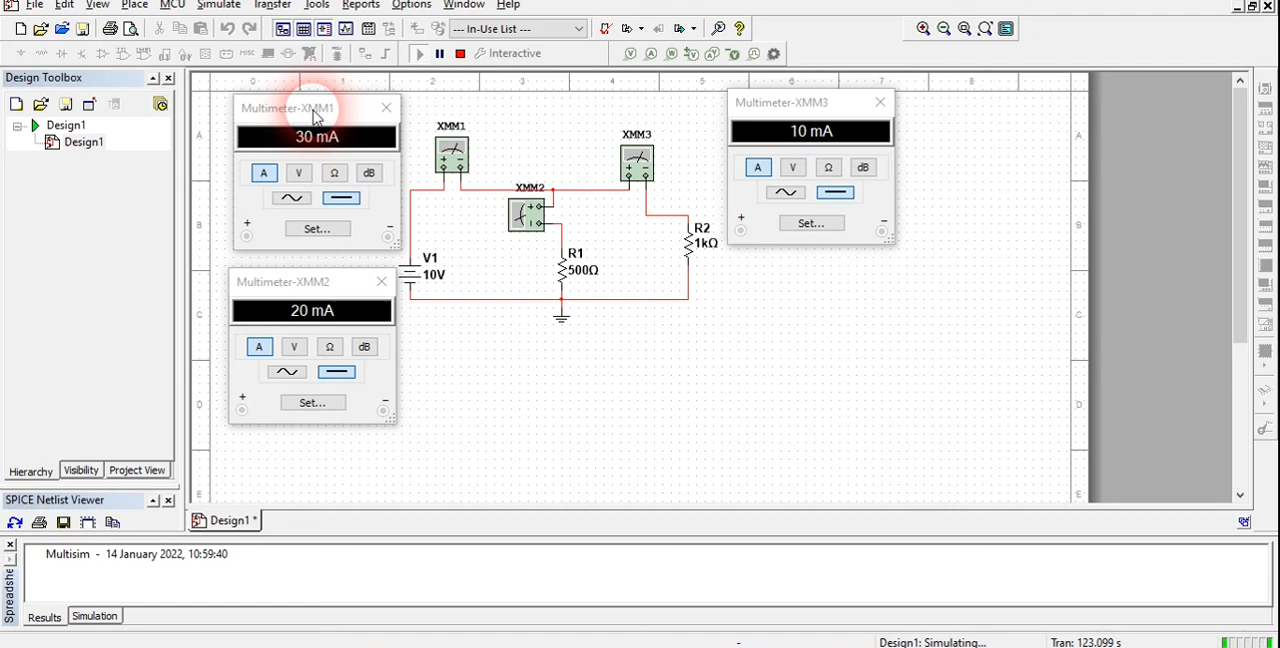 File Edit View Place MCU Simulate Transfer Tools Reports Options Window Help
--- In-Use List ---
Interactive
Design Toolbox
Design1
Design1
Hierarchy Visibility Project View
SPICE Netlist Viewer
0 1 2 3 4 5 6 7 8
A
B
C
D
E
A
B
C
D
E
Multimeter-XMM1
30 mA
A V Ω dB
+ Set... -
Multimeter-XMM2
20 mA
A V Ω dB
+ Set... -
Multimeter-XMM3
10 mA
A V Ω dB
+ Set... -
XMM1
XMM2
XMM3
V1
10V
R1
500Ω
R2
1kΩ
Design1 *
Multisim - 14 January 2022, 10:59:40
Results Simulation
-
Design1: Simulating...
Tran: 123.099 s